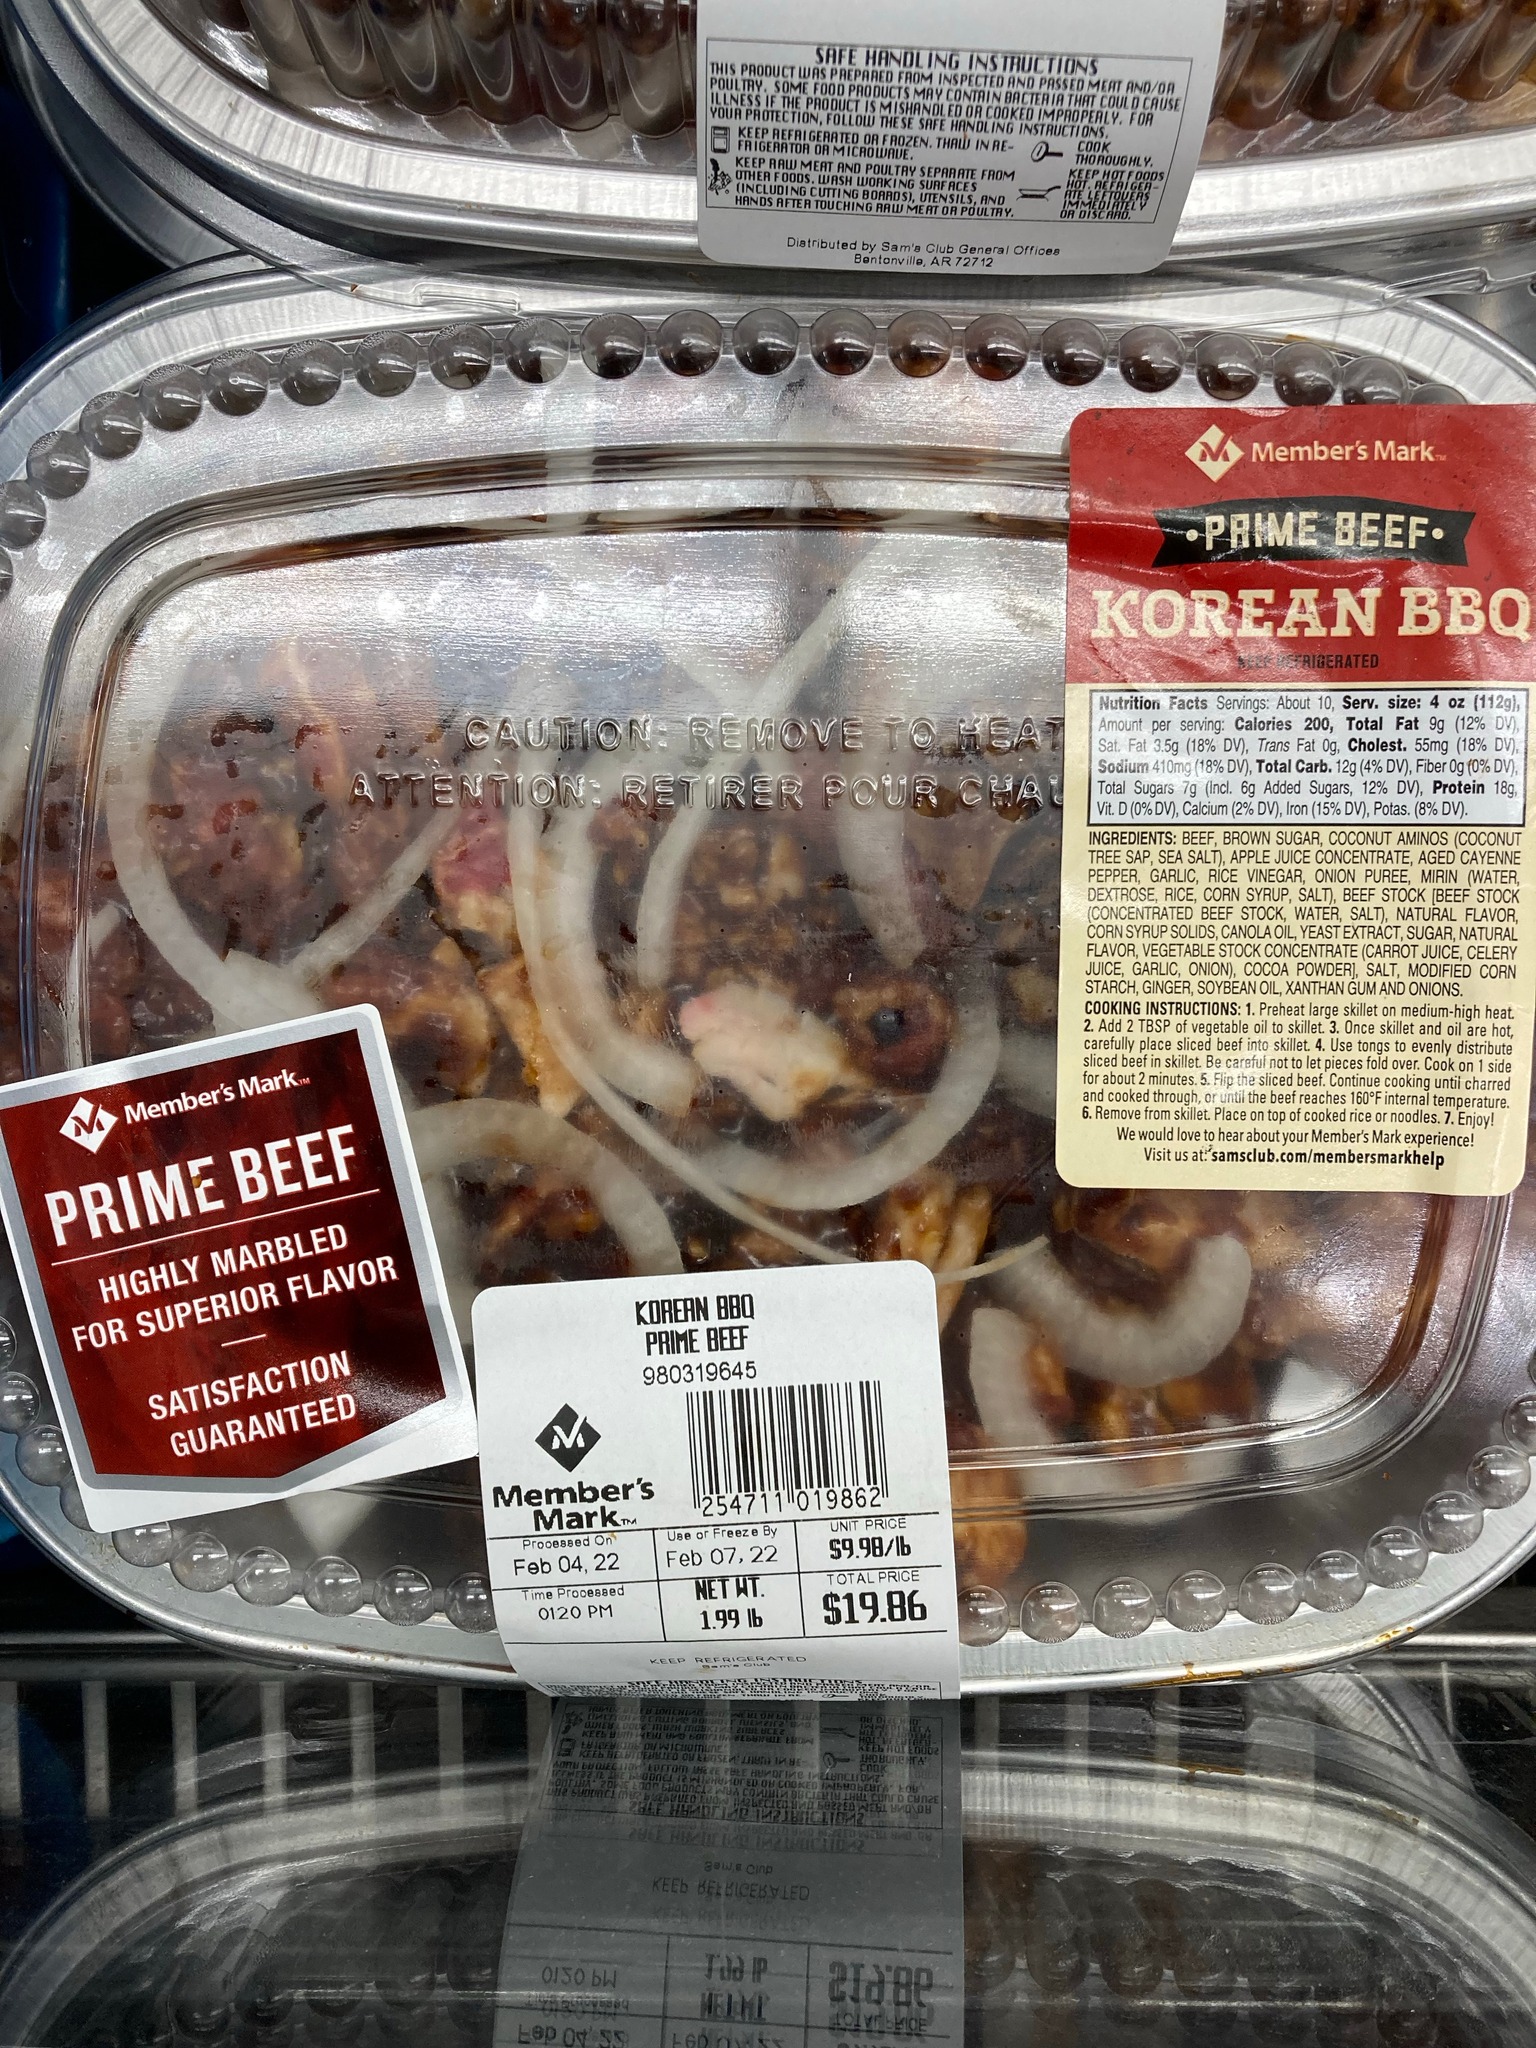 SAFE HANDLING INSTRUCTIONS
THIS PRODUCT WAS PREPARED FROM INSPECTED AND PASSED MEAT AND/OR
POULTRY. SOME FOOD PRODUCTS MAY CONTAIN BACTERIA THAT COULD CAUSE
ILLNESS IF THE PRODUCT IS MISHANDLED OR COOKED IMPROPERLY. FOR
YOUR PROTECTION, FOLLOW THESE SAFE HANDLING INSTRUCTIONS.
KEEP REFRIGERATED OR FROZEN. THAW IN RE-
FRIGERATOR OR MICROWAVE.
KEEP RAW MEAT AND POULTRY SEPARATE FROM
OTHER FOODS. WASH WORKING SURFACES
(INCLUDING CUTTING BOARDS), UTENSILS, AND
HANDS AFTER TOUCHING RAW MEAT OR POULTRY.
COOK
THOROUGHLY.
KEEP HOT FOODS
HOT. REFRIGER-
ATE LEFTOVERS
IMMEDIATELY
OR DISCARD.
Distributed by Sam's Club General Offices
Bentonville, AR 72712
CAUTION: REMOVE TO HEAT
ATTENTION: RETIRER POUR CHAU
Member's Mark™
•PRIME BEEF•
KOREAN BBQ
KEEP REFRIGERATED
Nutrition Facts Servings: About 10, Serv. size: 4 oz (112g),
Amount per serving: Calories 200, Total Fat 9g (12% DV),
Sat. Fat 3.5g (18% DV), Trans Fat 0g, Cholest. 55mg (18% DV),
Sodium 410mg (18% DV), Total Carb. 12g (4% DV), Fiber 0g (0% DV),
Total Sugars 7g (Incl. 6g Added Sugars, 12% DV), Protein 18g,
Vit. D (0% DV), Calcium (2% DV), Iron (15% DV), Potas. (8% DV).
INGREDIENTS: BEEF, BROWN SUGAR, COCONUT AMINOS (COCONUT
TREE SAP, SEA SALT), APPLE JUICE CONCENTRATE, AGED CAYENNE
PEPPER, GARLIC, RICE VINEGAR, ONION PUREE, MIRIN (WATER,
DEXTROSE, RICE, CORN SYRUP, SALT), BEEF STOCK [BEEF STOCK
(CONCENTRATED BEEF STOCK, WATER, SALT), NATURAL FLAVOR,
CORN SYRUP SOLIDS, CANOLA OIL, YEAST EXTRACT, SUGAR, NATURAL
FLAVOR, VEGETABLE STOCK CONCENTRATE (CARROT JUICE, CELERY
JUICE, GARLIC, ONION), COCOA POWDER], SALT, MODIFIED CORN
STARCH, GINGER, SOYBEAN OIL, XANTHAN GUM AND ONIONS.
COOKING INSTRUCTIONS: 1. Preheat large skillet on medium-high heat.
2. Add 2 TBSP of vegetable oil to skillet. 3. Once skillet and oil are hot,
carefully place sliced beef into skillet. 4. Use tongs to evenly distribute
sliced beef in skillet. Be careful not to let pieces fold over. Cook on 1 side
for about 2 minutes. 5. Flip the sliced beef. Continue cooking until charred
and cooked through, or until the beef reaches 160°F internal temperature.
6. Remove from skillet. Place on top of cooked rice or noodles. 7. Enjoy!
We would love to hear about your Member's Mark experience!
Visit us at: samsclub.com/membersmarkhelp
Member's Mark™
PRIME BEEF
HIGHLY MARBLED
FOR SUPERIOR FLAVOR
SATISFACTION
GUARANTEED
KOREAN BBQ
PRIME BEEF
980319645
Member's
Mark™
254711 019862
Processed On
Feb 04, 22
Use or Freeze By
Feb 07, 22
UNIT PRICE
$9.98/lb
Time Processed
0120 PM
NET WT.
1.99 lb
TOTAL PRICE
$19.86
KEEP REFRIGERATED
Sam's Club